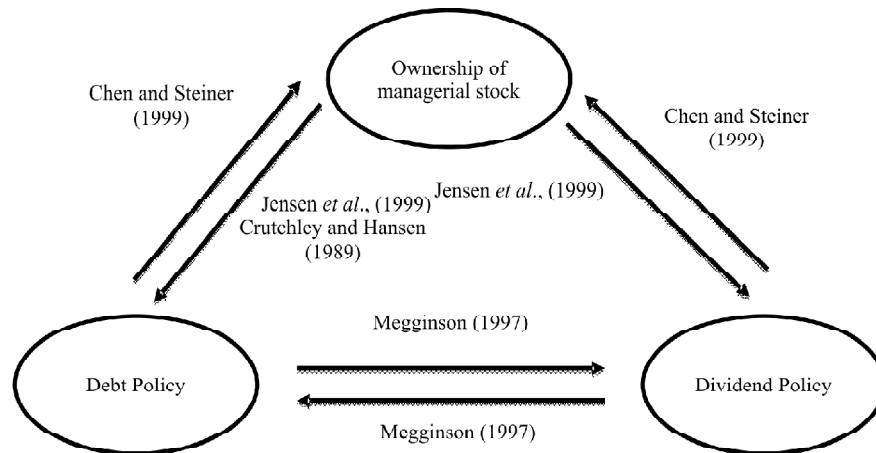 Ownership of
managerial stock
Chen and Steiner
(1999)
Chen and Steiner
(1999)
Jensen et al., (1999)
Jensen et al., (1999)
Crutchley and Hansen
(1989)
Megginson (1997)
Debt Policy
Dividend Policy
Megginson (1997)